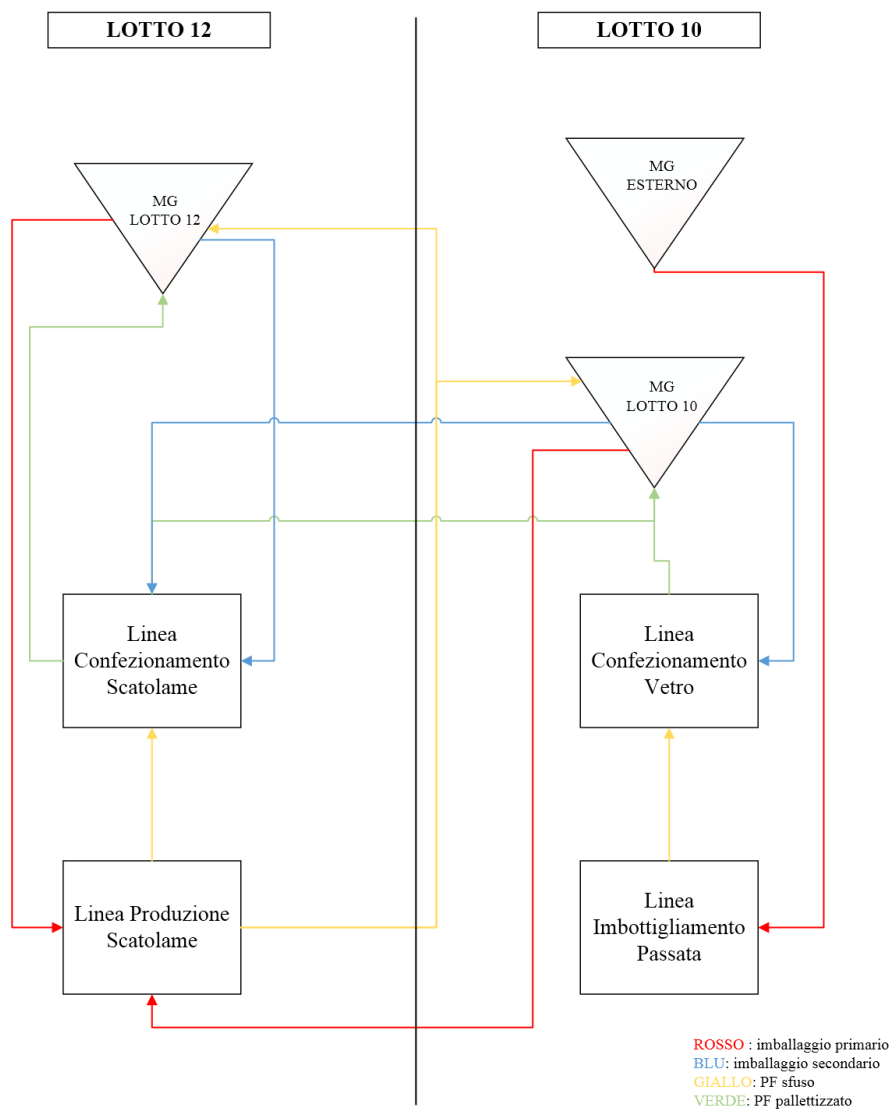 LOTTO 12
LOTTO 10
MG
LOTTO 12
MG
ESTERNO
MG
LOTTO 10
Linea
Confezionamento
Scatolame
Linea
Confezionamento
Vetro
Linea Produzione
Scatolame
Linea
Imbottigliamento
Passata
ROSSO : imballaggio primario
BLU: imballaggio secondario
GIALLO: PF sfuso
VERDE: PF pallettizzato